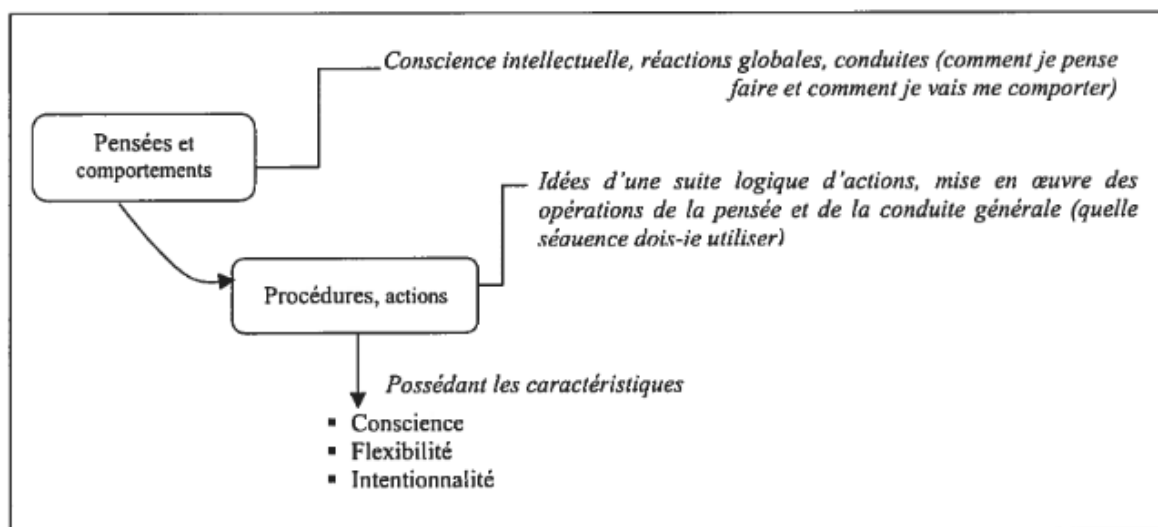 Conscience intellectuelle, réactions globales, conduites (comment je pense
faire et comment je vais me comporter)
Pensées et
comportements
Idées d'une suite logique d'actions, mise en œuvre des
opérations de la pensée et de la conduite générale (quelle
séquence dois-je utiliser)
Procédures, actions
Possédant les caractéristiques
▪ Conscience
▪ Flexibilité
▪ Intentionnalité